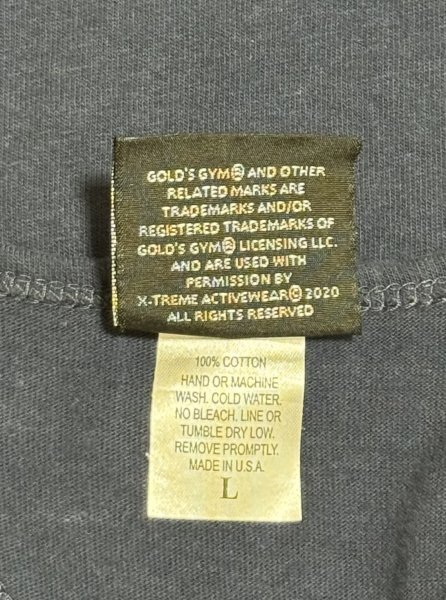 GOLD'S GYM® AND OTHER
RELATED MARKS ARE
TRADEMARKS AND/OR
REGISTERED TRADEMARKS OF
GOLD'S GYM® LICENSING LLC.
AND ARE USED WITH
PERMISSION BY
X-TREME ACTIVEWEAR© 2020
ALL RIGHTS RESERVED
100% COTTON
HAND OR MACHINE
WASH. COLD WATER.
NO BLEACH. LINE OR
TUMBLE DRY LOW.
REMOVE PROMPTLY.
MADE IN U.S.A.
L